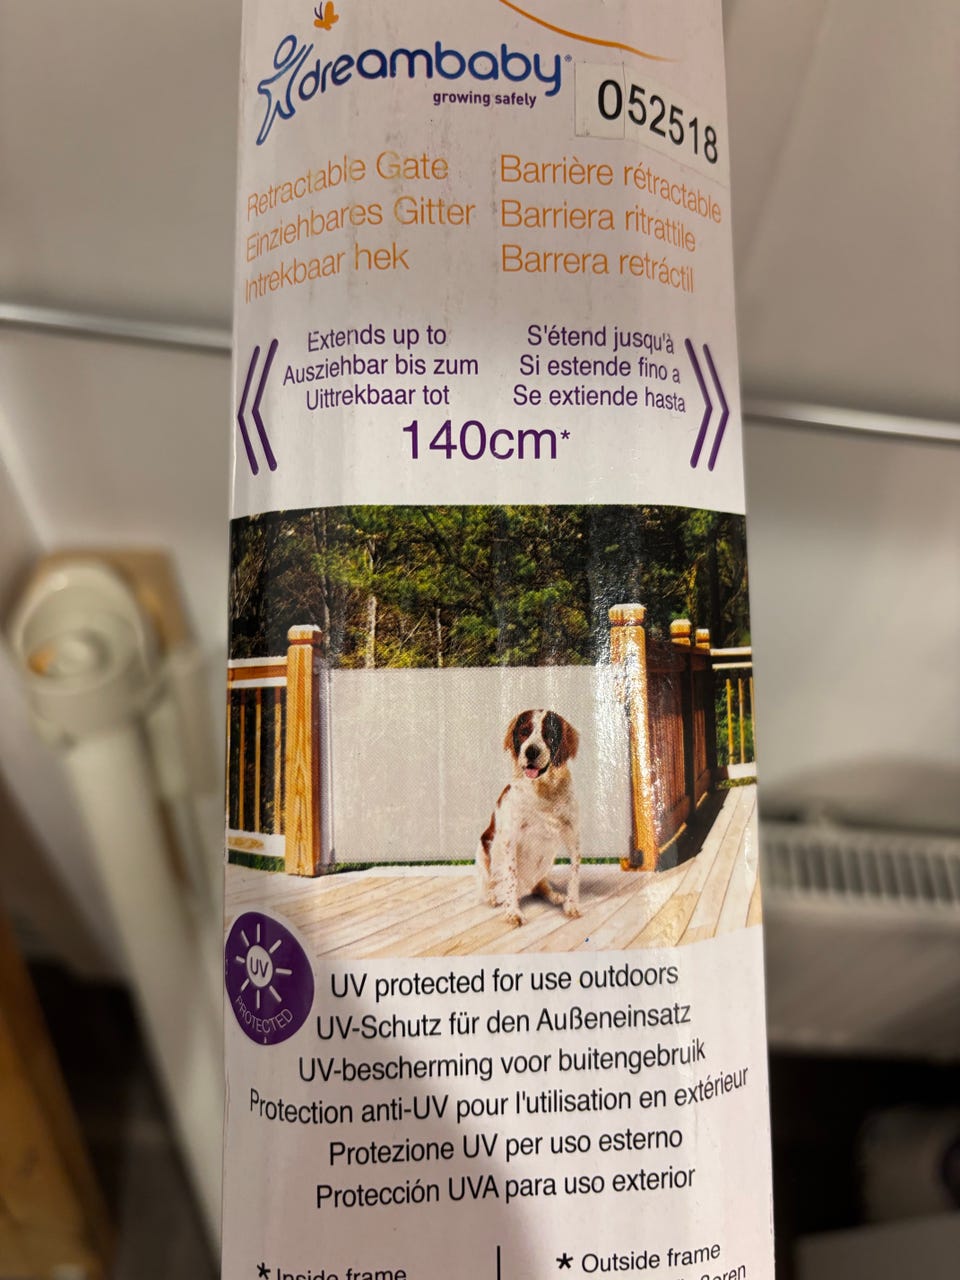 dreambaby®
growing safely
052518
Retractable Gate
Einziehbares Gitter
Intrekbaar hek
Barrière rétractable
Barriera ritrattile
Barrera retráctil
Extends up to
Ausziehbar bis zum
Uittrekbaar tot
S'étend jusqu'à
Si estende fino a
Se extiende hasta
140cm*
UV
PROTECTED
UV protected for use outdoors
UV-Schutz für den Außeneinsatz
UV-bescherming voor buitengebruik
Protection anti-UV pour l'utilisation en extérieur
Protezione UV per uso esterno
Protección UVA para uso exterior
* Inside frame
* Outside frame